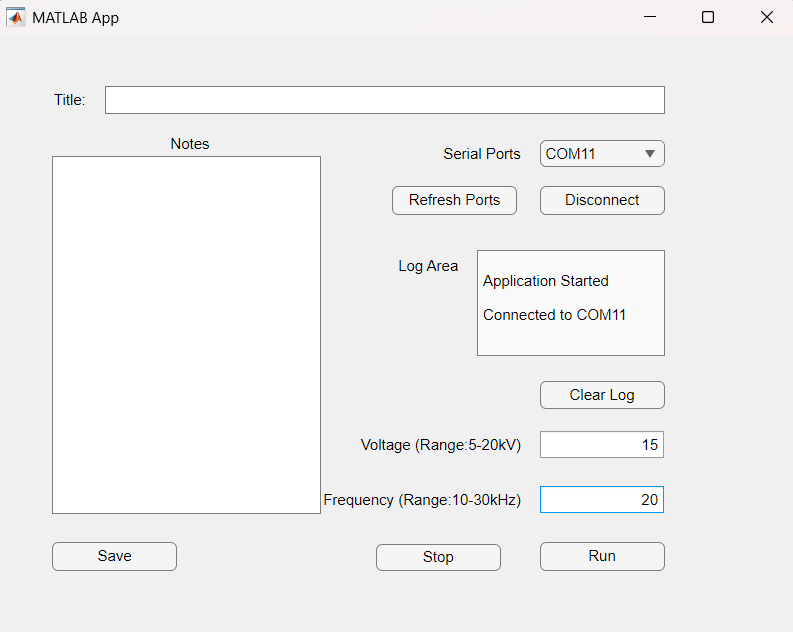 MATLAB App
Title:
Notes
Serial Ports COM11
Refresh Ports Disconnect
Log Area
Application Started
Connected to COM11
Clear Log
Voltage (Range:5-20kV) 15
Frequency (Range:10-30kHz) 20
Save Stop Run